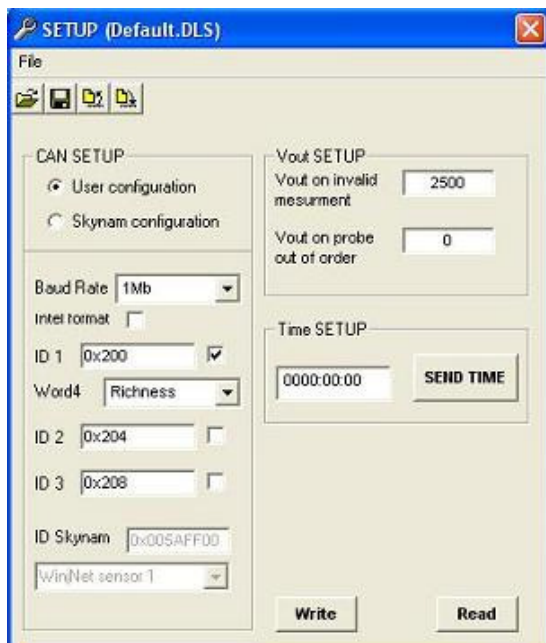 SETUP (Default.DLS)
File
CAN SETUP
User configuration
Skynam configuration
Baud Rate 1Mb
Intel format
ID 1 0x200
Word4 Richness
ID 2 0x204
ID 3 0x208
ID Skynam 0x005AFF00
WinjNet sensor 1
Vout SETUP
Vout on invalid
mesurment
2500
Vout on probe
out of order
0
Time SETUP
0000:00:00
SEND TIME
Write
Read